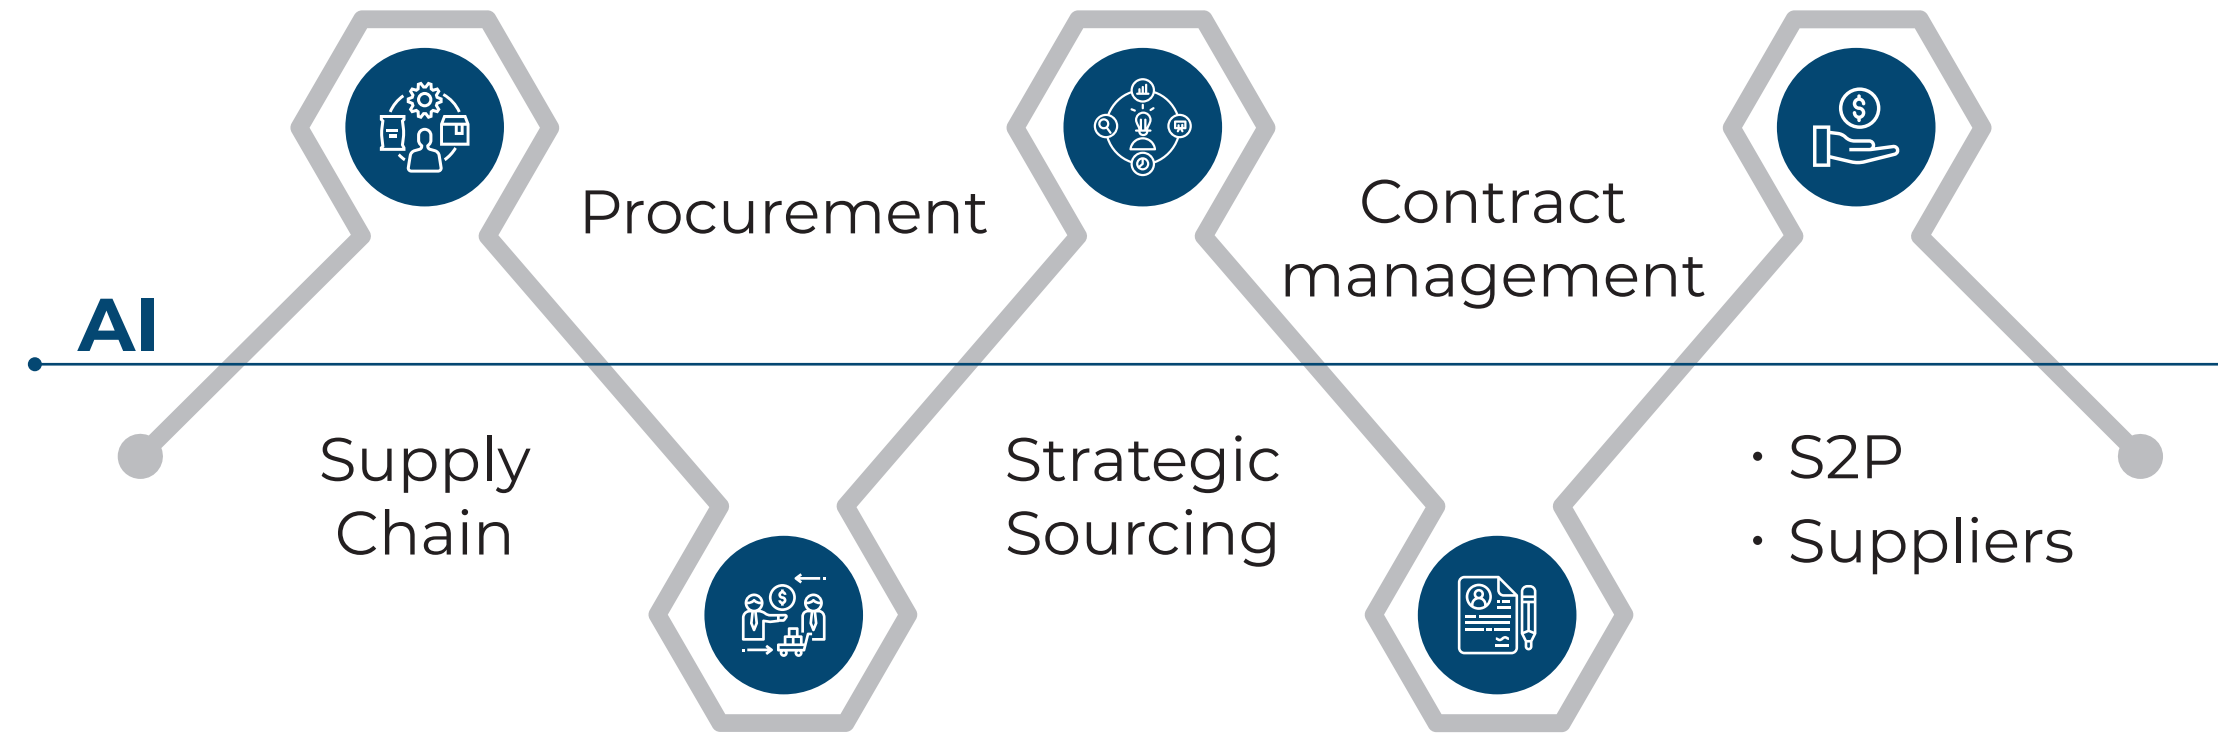 AI
Supply
Chain
Procurement
Strategic
Sourcing
Contract
management
· S2P
· Suppliers